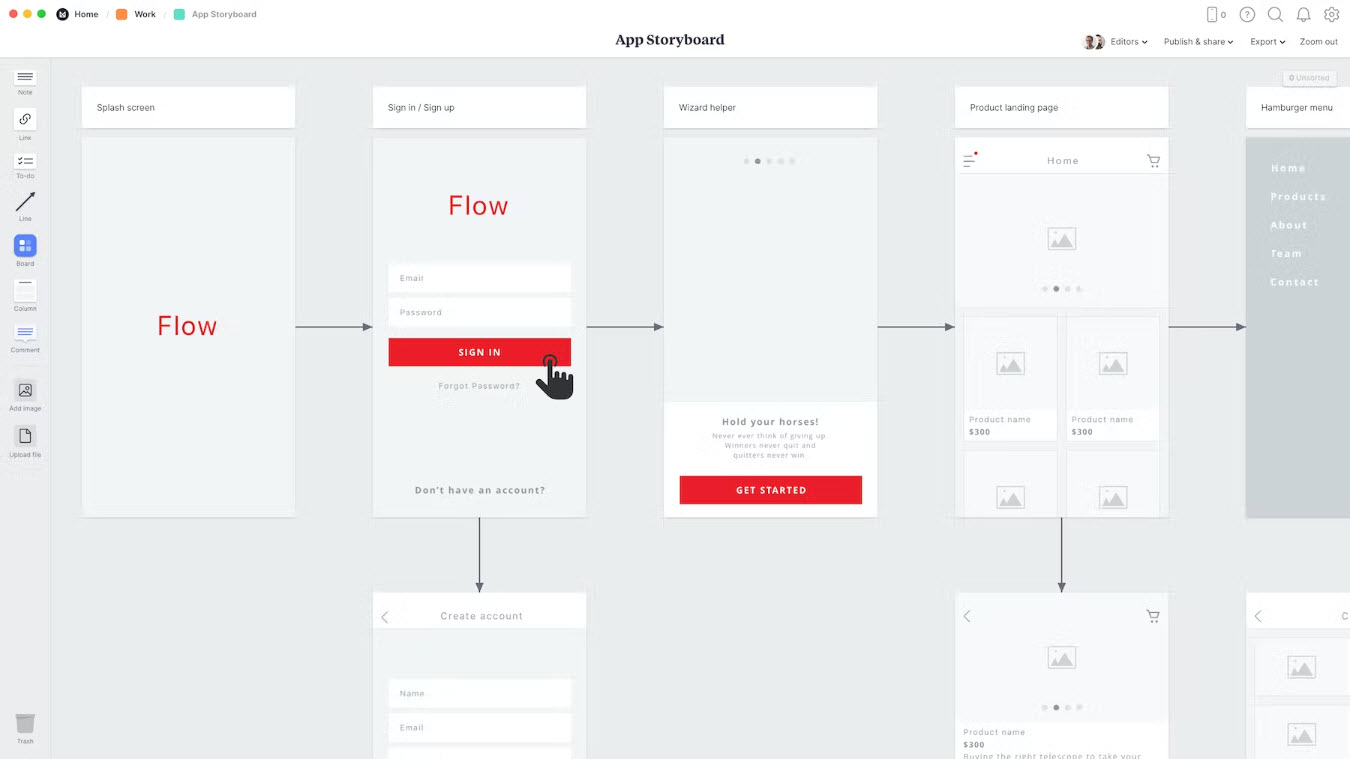 Home / Work / App Storyboard
0
App Storyboard
Editors
Publish & share
Export
Zoom out
0 Unsorted
Note
Link
To-do
Line
Board
Column
Comment
Add image
Upload file
Trash
Splash screen
Flow
Sign in / Sign up
Flow
Email
Password
SIGN IN
Forgot Password?
Don't have an account?
Wizard helper
Hold your horses!
Never ever think of giving up
Winners never quit and
quitters never win
GET STARTED
Product landing page
Home
Product name
$300
Product name
$300
Hamburger menu
Home
Products
About
Team
Contact
Create account
Name
Email
Product name
$300
Buying the right telescope to take your
C